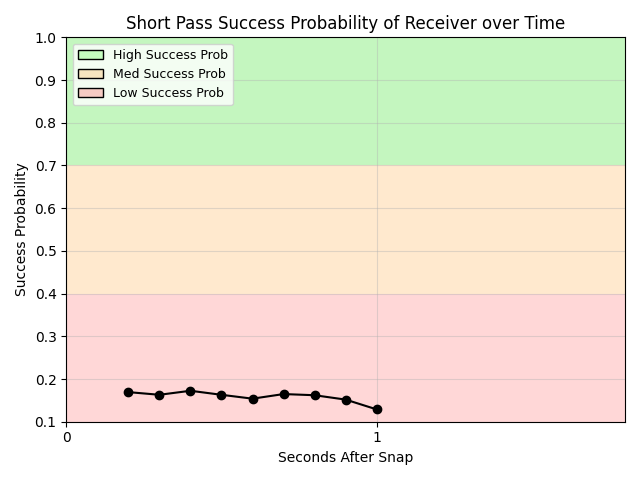 Short Pass Success Probability of Receiver over Time
1.0
0.9
0.8
0.7
0.6
0.5
0.4
0.3
0.2
0.1
Success Probability
High Success Prob
Med Success Prob
Low Success Prob
0 1
Seconds After Snap